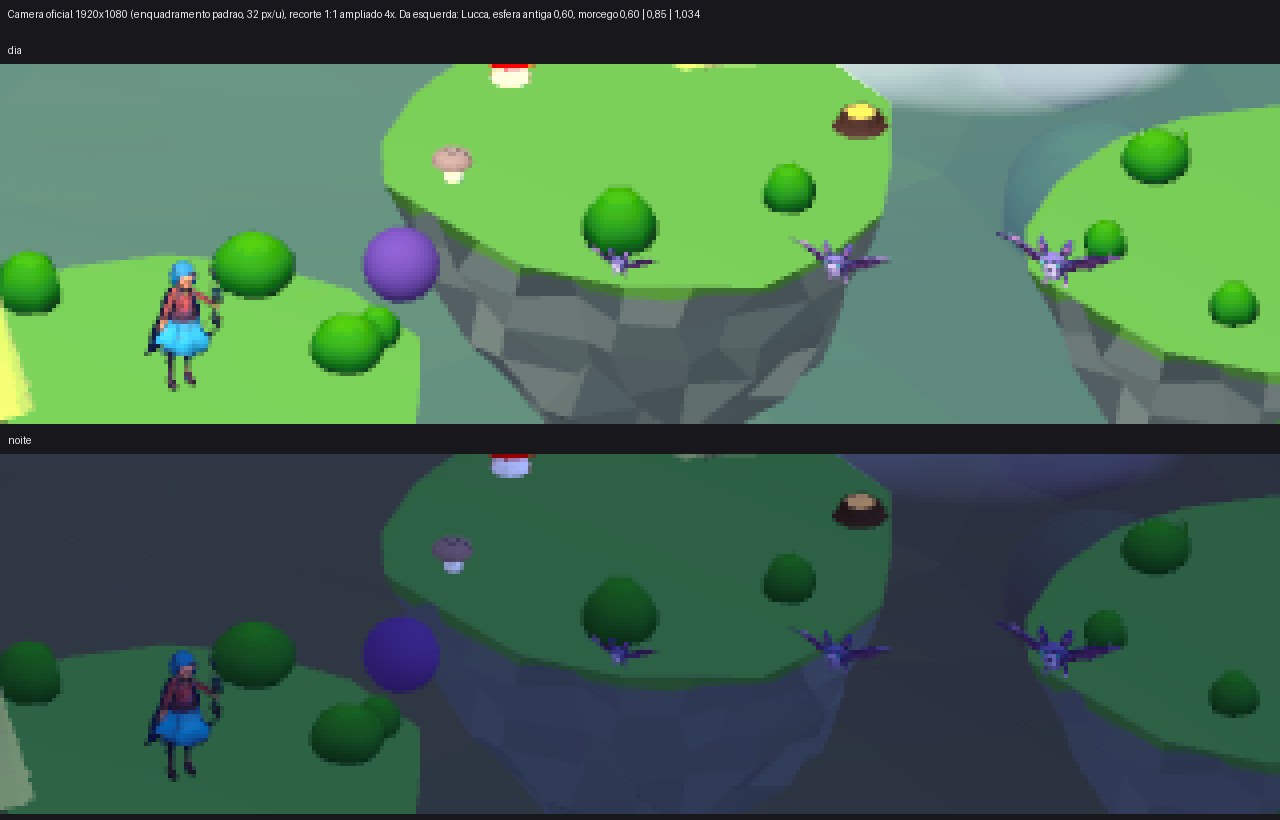 Camera oficial 1920x1080 (enquadramento padrao, 32 px/u), recorte 1:1 ampliado 4x. Da esquerda: Lucca, esfera antiga 0,60, morcego 0,60 | 0,85 | 1,034
dia
noite